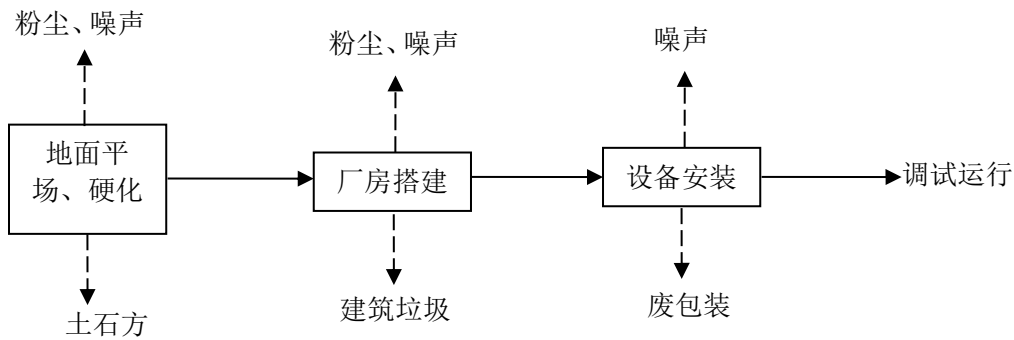 粉尘、噪声
粉尘、噪声
噪声
地面平
场、硬化
厂房搭建
设备安装
调试运行
土石方
建筑垃圾
废包装